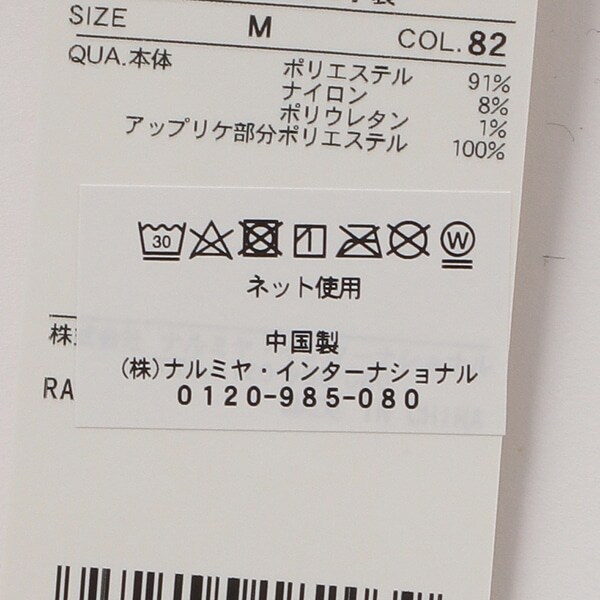 SIZE M COL. 82
QUA.本体 ポリエステル 91%
ナイロン 8%
ポリウレタン 1%
アップリケ部分ポリエステル 100%
30 W
ネット使用
中国製
株 (株)ナルミヤ・インターナショナル
RA 0120-985-080